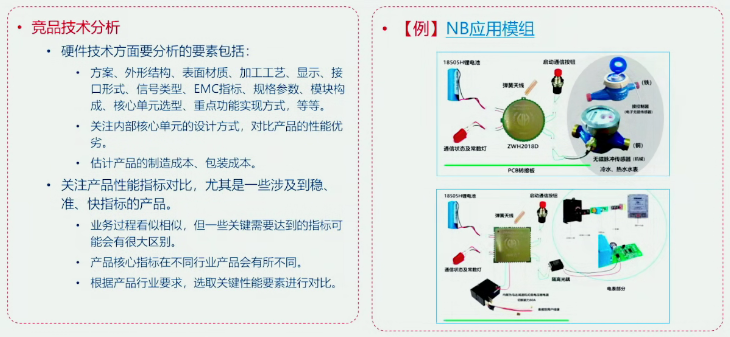 • 竞品技术分析
• 硬件技术方面要分析的要素包括：
• 方案、外形结构、表面材质、加工工艺、显示、接
口形式、信号类型、EMC指标、规格参数、模块构
成、核心单元选型、重点功能实现方式，等等。
• 关注内部核心单元的设计方式，对比产品的性能优
劣。
• 估计产品的制造成本、包装成本。
• 关注产品性能指标对比，尤其是一些涉及到稳、
准、快指标的产品。
• 业务过程看似相似，但一些关键需要达到的指标可
能会有很大区别。
• 产品核心指标在不同行业产品会有所不同。
• 根据产品行业要求，选取关键性能要素进行对比。
• 【例】NB应用模组
18505H锂电池
启动通信按钮
弹簧天线
（铁）
ZWH2018D
通信状态及常数灯
（铜）
无磁脉冲传感器
冷水、热水水表
PCB转接板
18505H锂电池
启动通信按钮
弹簧天线
通信状态及常数灯
隔离光耦
电表部分